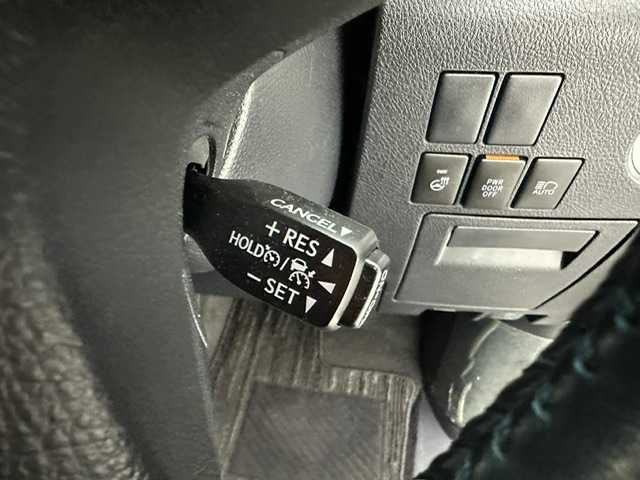 CANCEL▼
+ RES ▲
HOLD /
− SET ▼
PWR
DOOR
OFF
AUTO